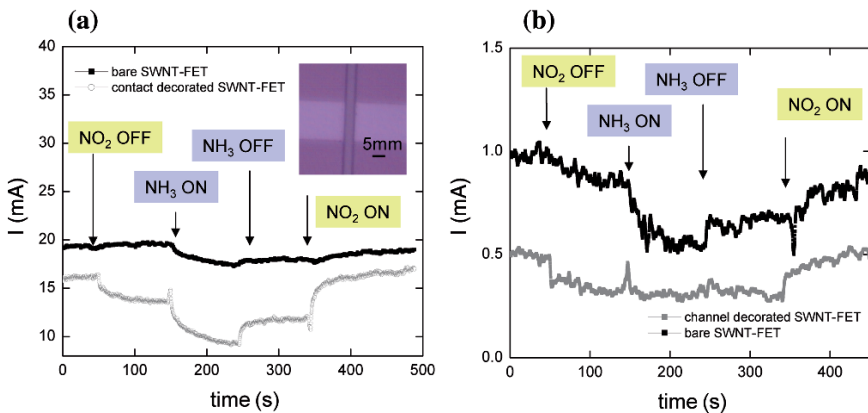 (a)
40
35
30
25
20
15
10
I (mA)
bare SWNT-FET
contact decorated SWNT-FET
NO₂ OFF
NH₃ ON
NH₃ OFF
NO₂ ON
5mm
0 100 200 300 400 500
time (s)
(b)
1.5
1.0
0.5
0.0
I (mA)
NO₂ OFF
NH₃ ON
NH₃ OFF
NO₂ ON
channel decorated SWNT-FET
bare SWNT-FET
0 100 200 300 400
time (s)